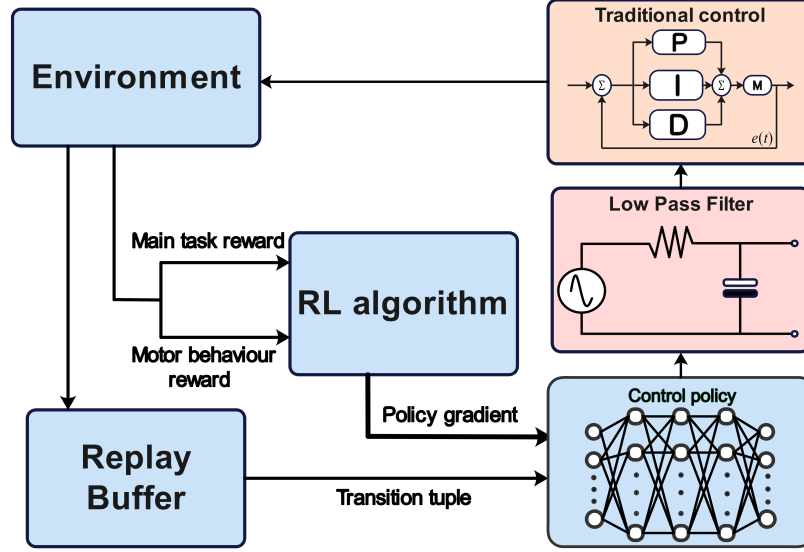 Traditional control
Environment
P
Σ
I
Σ
M
D
e(t)
Low Pass Filter
Main task reward
RL algorithm
Motor behaviour
reward
Control policy
Policy gradient
Replay
Buffer
Transition tuple